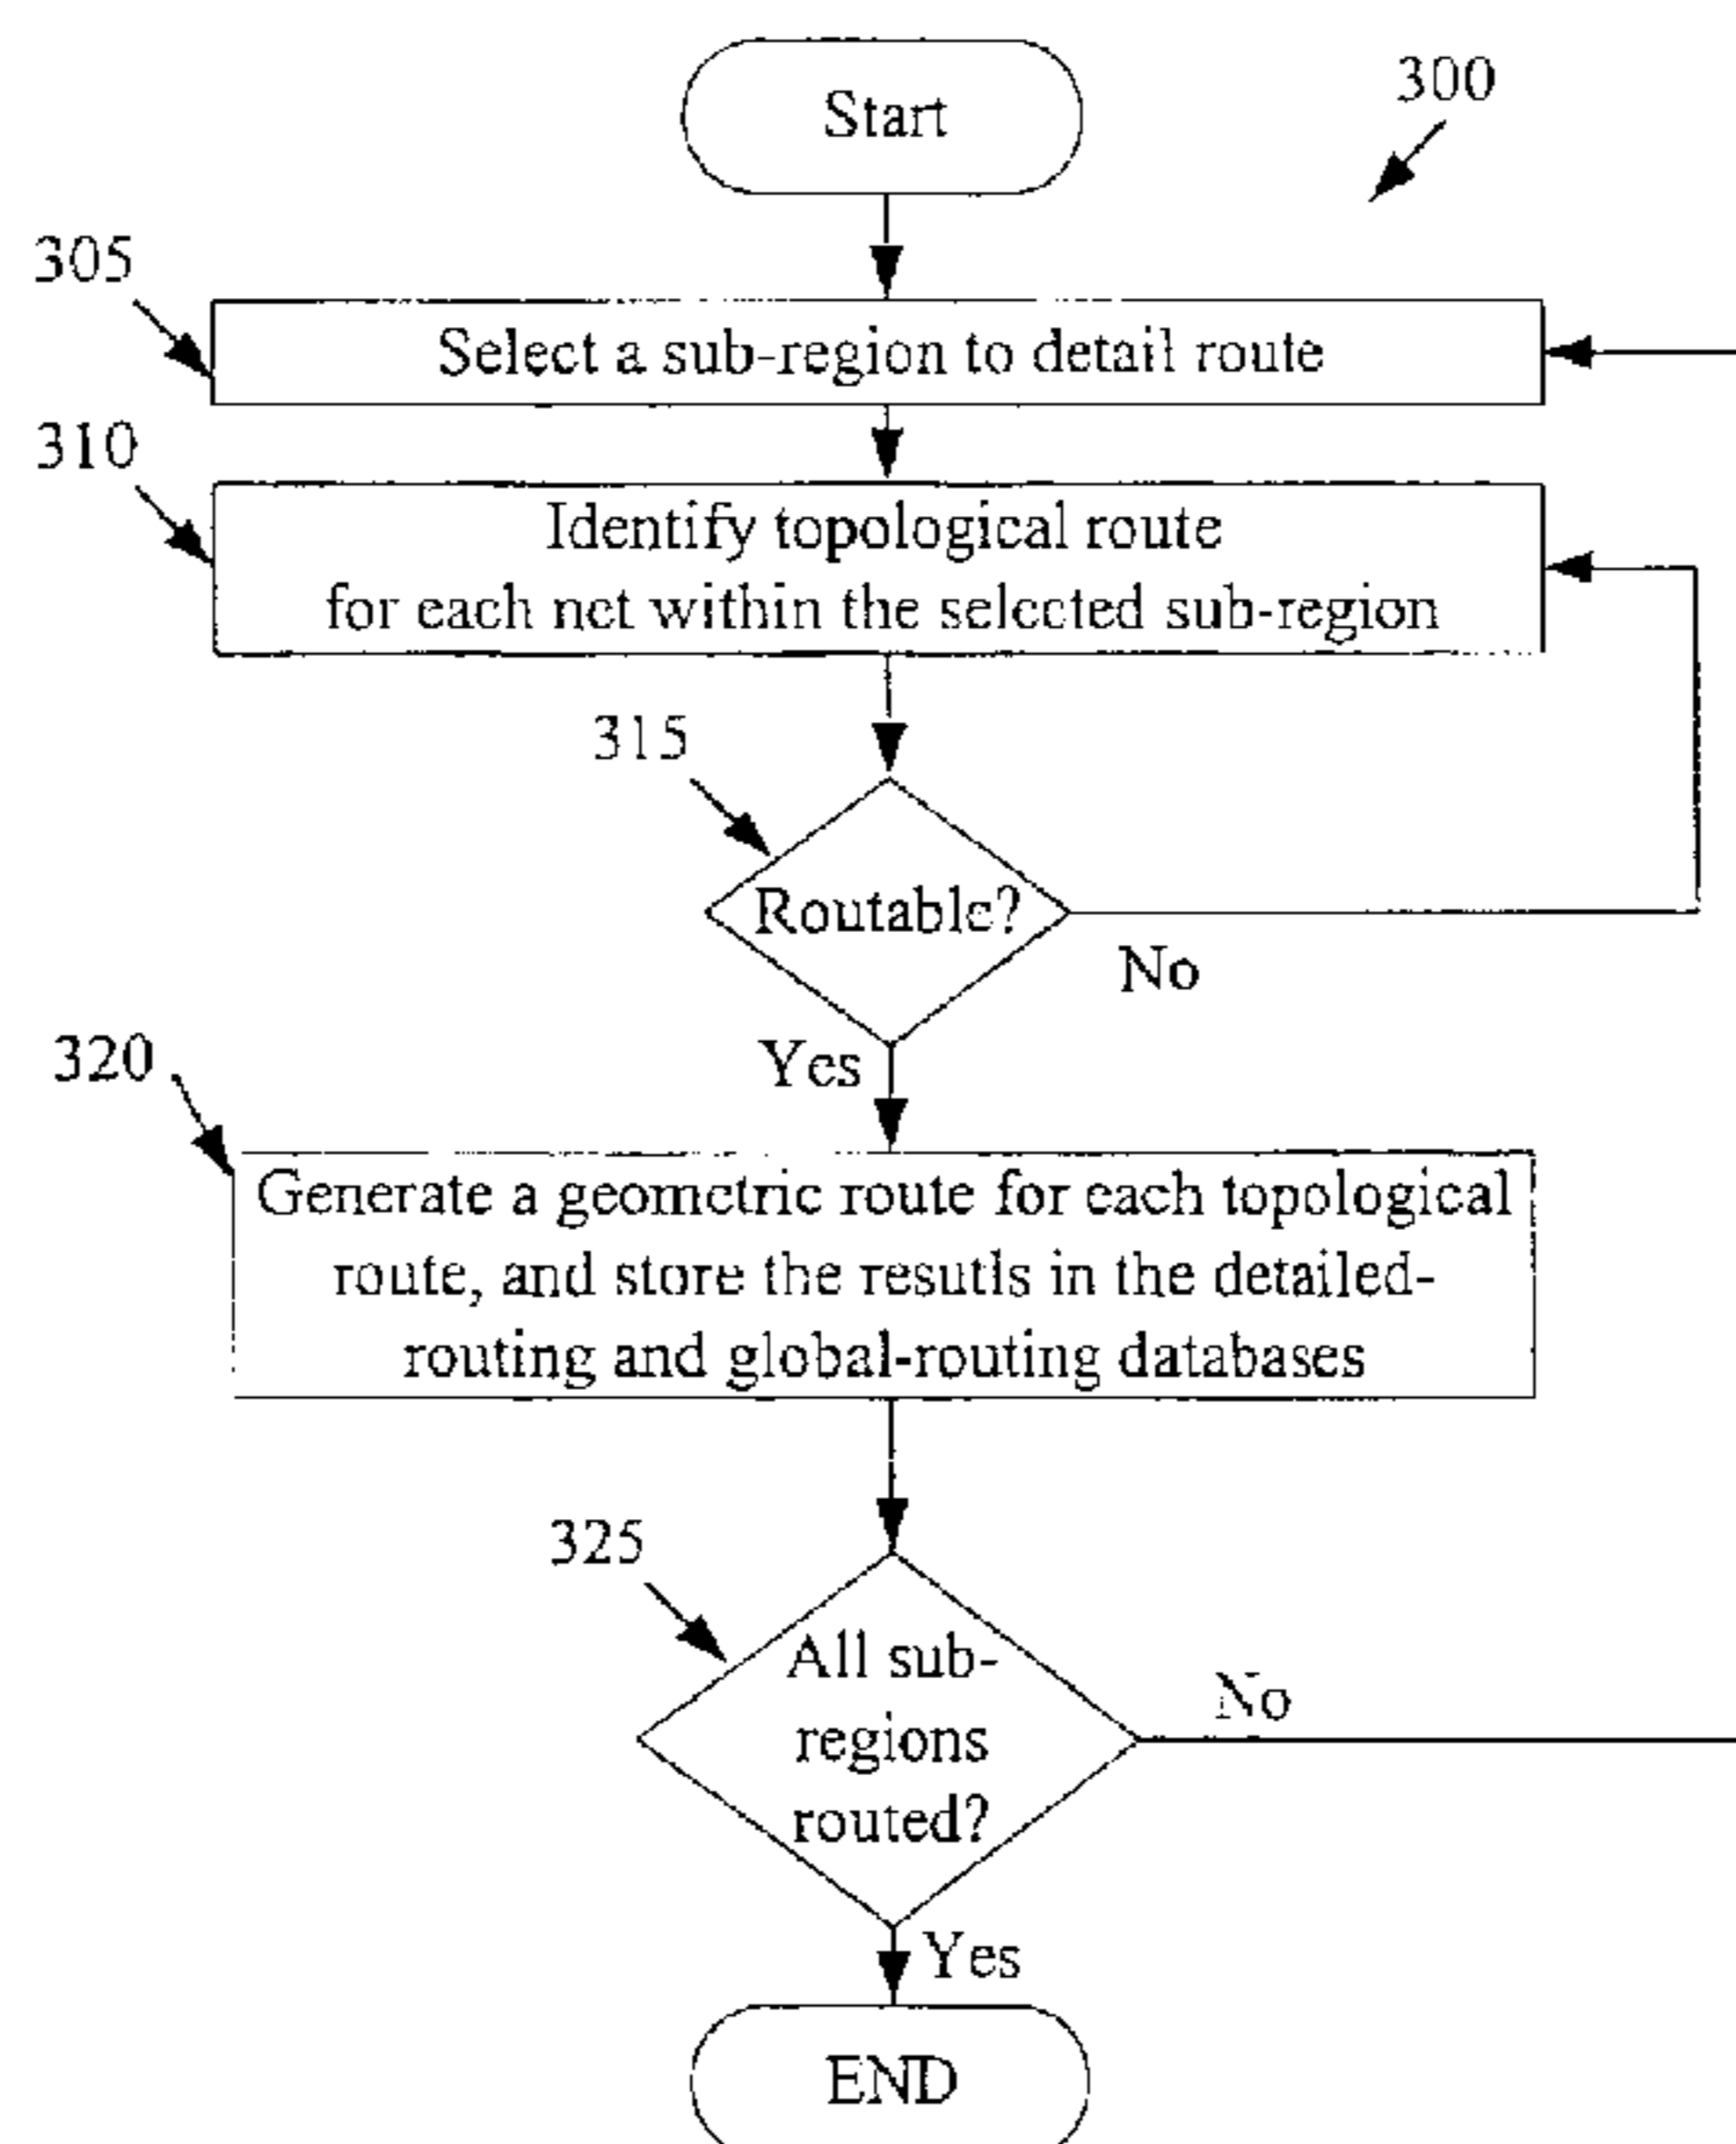 Start
300
305
Select a sub-region to detail route
310
Identify topological route
for each net within the selected sub-region
315
Routable?
No
Yes
320
Generate a geometric route for each topological
route, and store the resutls in the detailed-
routing and global-routing databases
325
All sub-
regions
routed?
No
Yes
END